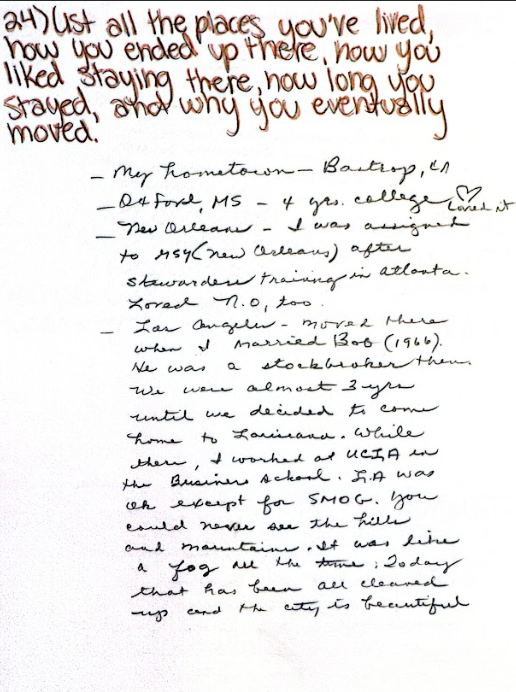 24) List all the places you've lived,
how you ended up there, how you
liked staying there, how long you
stayed, and why you eventually
moved.
- My hometown - Bastrop, LA
- Oxford, MS - 4 yrs. college ♡ Loved it
- New Orleans - I was assigned
to MSY (New Orleans) after
stewardess training in Atlanta.
Loved N.O, too.
- Los Angeles - moved there
when I married Bob (1966).
He was a stockbroker then.
We were almost 3 yrs
until we decided to come
home to Louisiana. While
there, I worked at UCLA in
the Business School. L.A was
ok except for SMOG. You
could never see the hills
and mountains. It was like
a fog all the time. Today
that has been all cleared
up and the city is beautiful